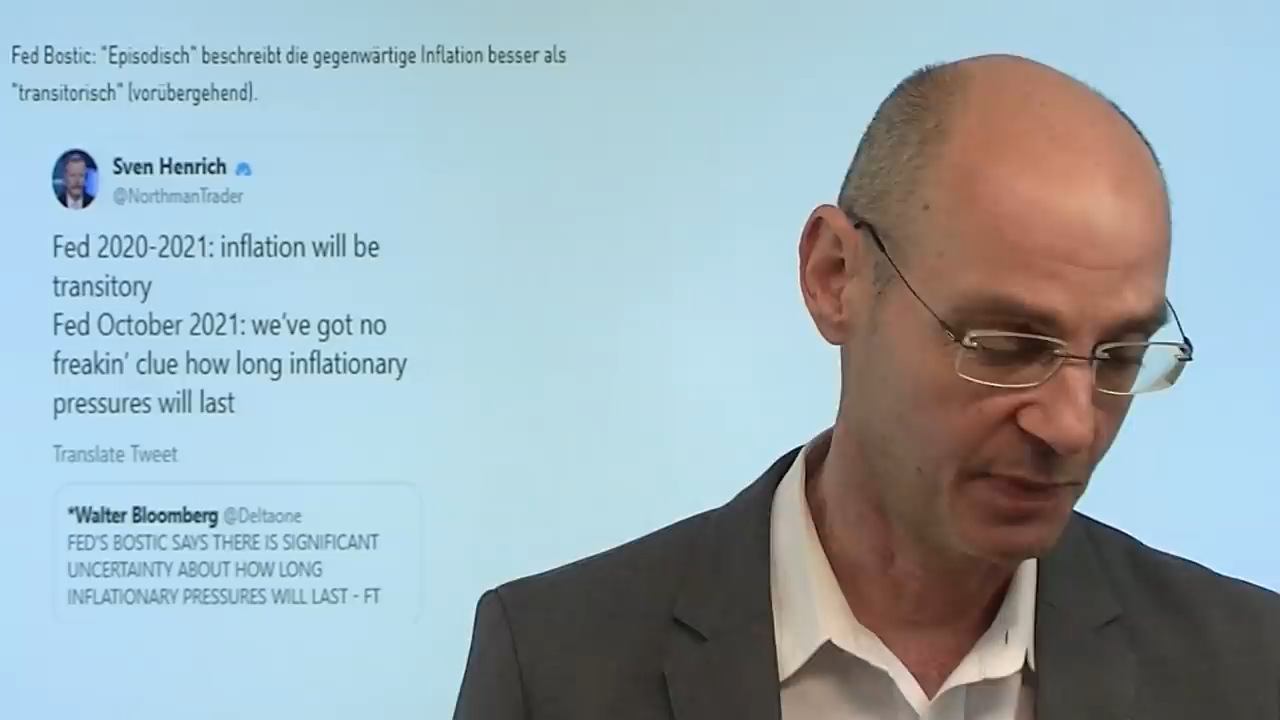 Fed Bostic: "Episodisch" beschreibt die gegenwärtige Inflation besser als
"transitorisch" (vorübergehend).
Sven Henrich
@NorthmanTrader
Fed 2020-2021: inflation will be
transitory
Fed October 2021: we've got no
freakin' clue how long inflationary
pressures will last
Translate Tweet
*Walter Bloomberg @Deltaone
FED'S BOSTIC SAYS THERE IS SIGNIFICANT
UNCERTAINTY ABOUT HOW LONG
INFLATIONARY PRESSURES WILL LAST - FT